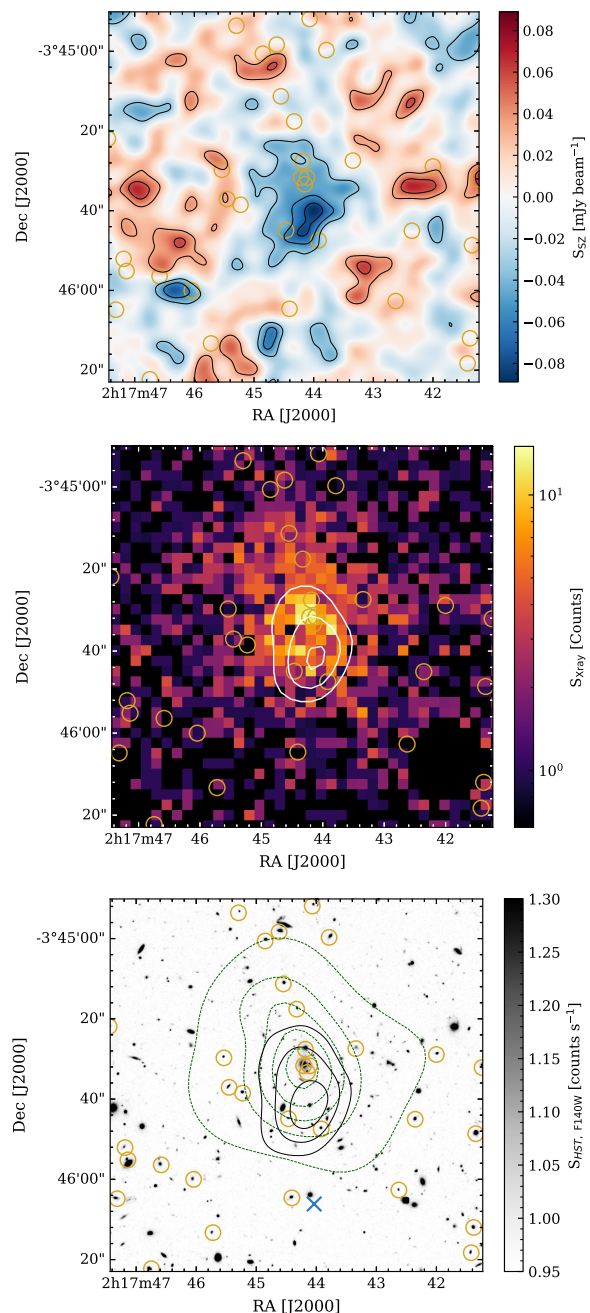 -3°45'00"
20"
40"
46'00"
20"
2h17m47 46 45 44 43 42
RA [J2000]
Dec [J2000]
0.08
0.06
0.04
0.02
0.00
−0.02
−0.04
−0.06
−0.08
S_SZ [mJy beam⁻¹]
-3°45'00"
20"
40"
46'00"
20"
2h17m47 46 45 44 43 42
RA [J2000]
Dec [J2000]
10¹
10⁰
S_Xray [Counts]
-3°45'00"
20"
40"
46'00"
20"
2h17m47 46 45 44 43 42
RA [J2000]
Dec [J2000]
1.30
1.25
1.20
1.15
1.10
1.05
1.00
0.95
S_HST, F140W [counts s⁻¹]